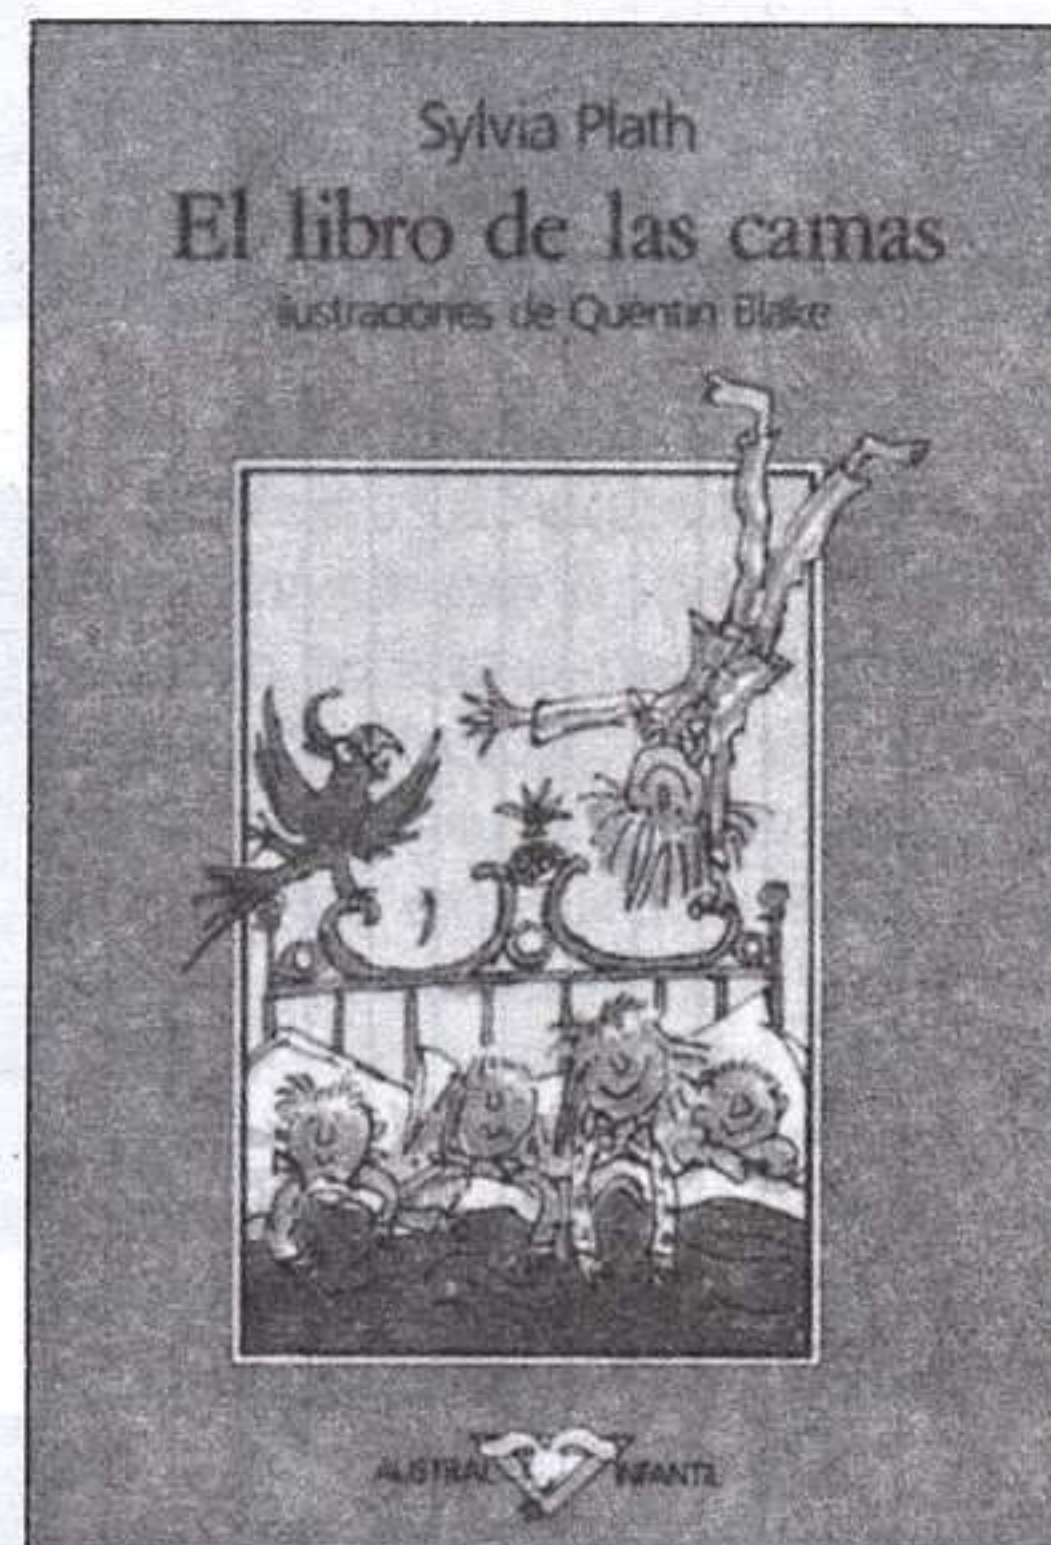 Sylvia Plath
El libro de las camas
ilustraciones de Quentin Blake
AUSTRAL INFANTIL